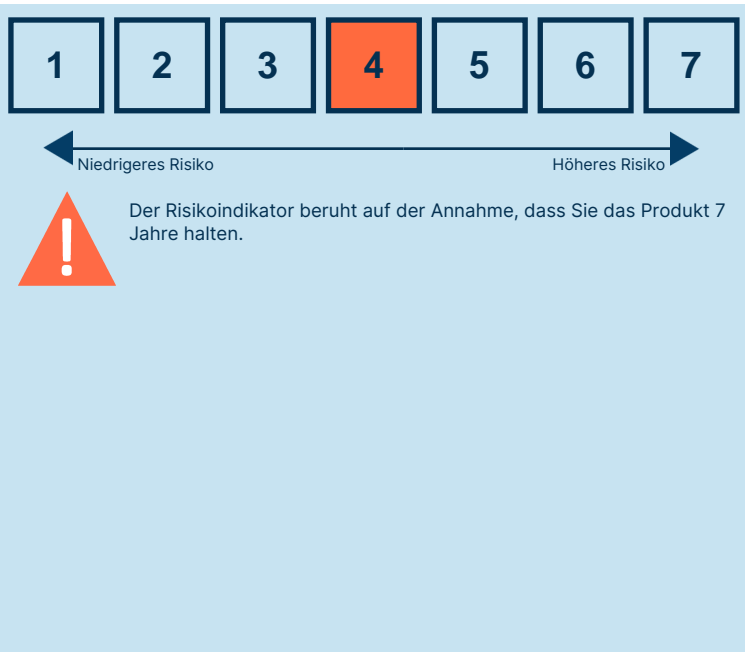 1 2 3 4 5 6 7
Niedrigeres Risiko Höheres Risiko
!
Der Risikoindikator beruht auf der Annahme, dass Sie das Produkt 7
Jahre halten.